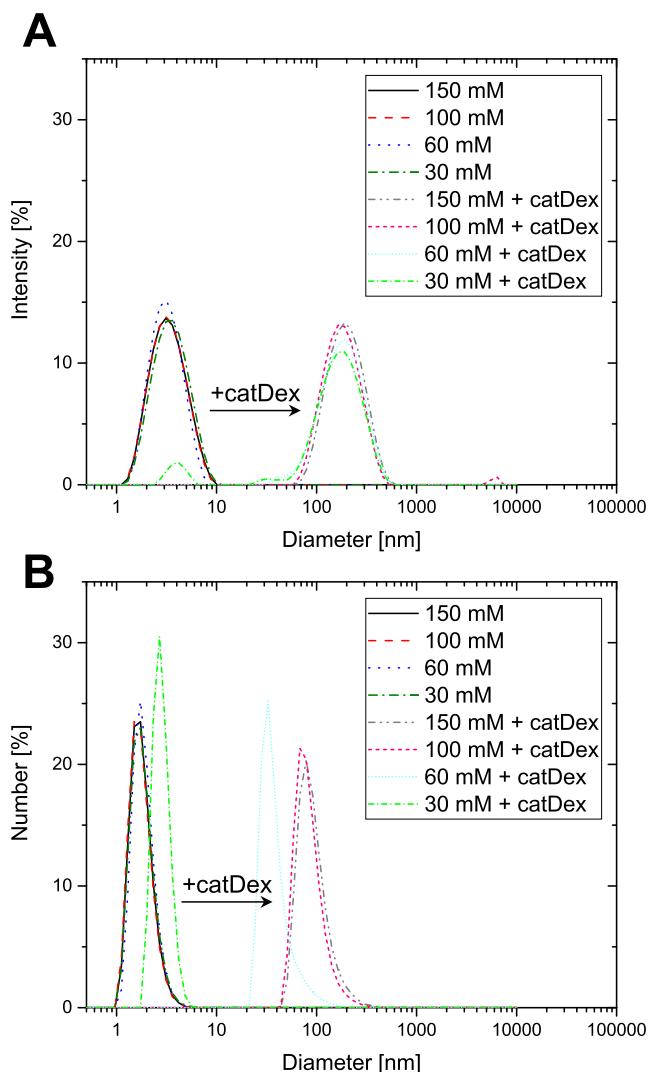 A
Intensity [%]
30
20
10
0
150 mM
100 mM
60 mM
30 mM
150 mM + catDex
100 mM + catDex
60 mM + catDex
30 mM + catDex
+catDex
1 10 100 1000 10000 100000
Diameter [nm]
B
Number [%]
30
20
10
0
150 mM
100 mM
60 mM
30 mM
150 mM + catDex
100 mM + catDex
60 mM + catDex
30 mM + catDex
+catDex
1 10 100 1000 10000 100000
Diameter [nm]